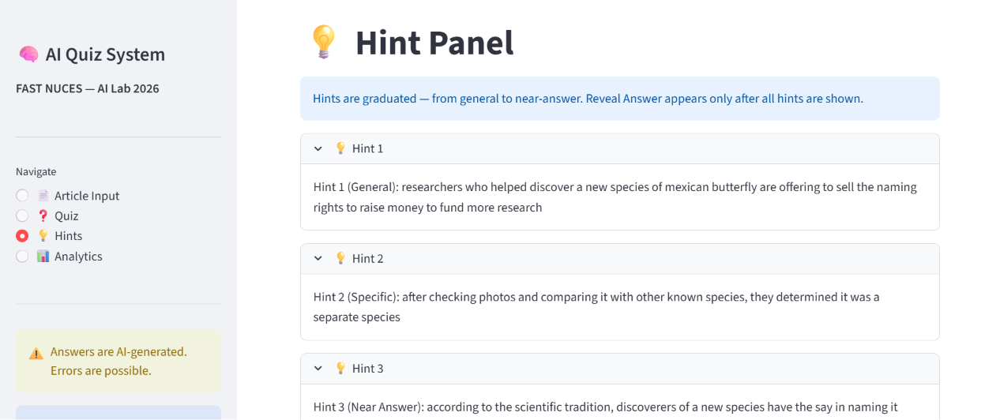 AI Quiz System
FAST NUCES — AI Lab 2026
Navigate
Article Input
Quiz
Hints
Analytics
Answers are AI-generated.
Errors are possible.
Hint Panel
Hints are graduated — from general to near-answer. Reveal Answer appears only after all hints are shown.
Hint 1
Hint 1 (General): researchers who helped discover a new species of mexican butterfly are offering to sell the naming
rights to raise money to fund more research
Hint 2
Hint 2 (Specific): after checking photos and comparing it with other known species, they determined it was a
separate species
Hint 3
Hint 3 (Near Answer): according to the scientific tradition, discoverers of a new species have the say in naming it